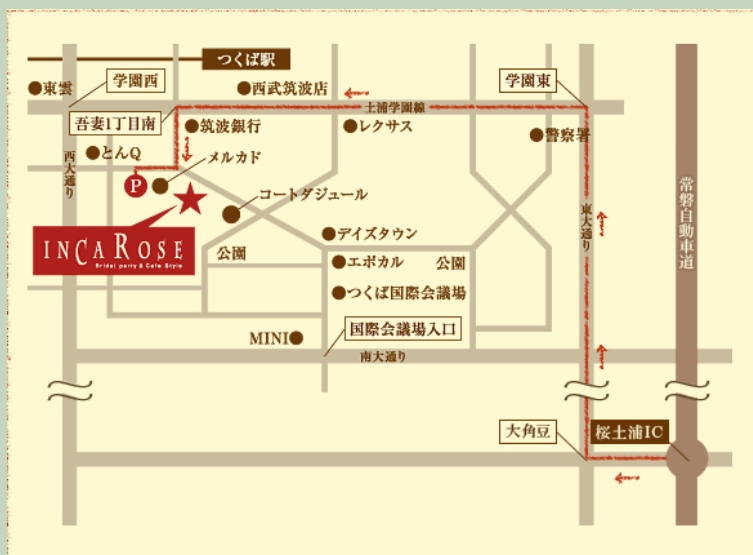 つくば駅
学園西
学園東
東雲
西武筑波店
土浦学園線
吾妻1丁目南
筑波銀行
レクサス
警察署
とんQ
メルカド
西大通り
P
コートダジュール
常磐自動車道
東大通り
INCA ROSE
Bridal party & Cafe Style
デイズタウン
公園
エポカル
公園
つくば国際会議場
MINI
国際会議場入口
南大通り
大角豆
桜土浦IC